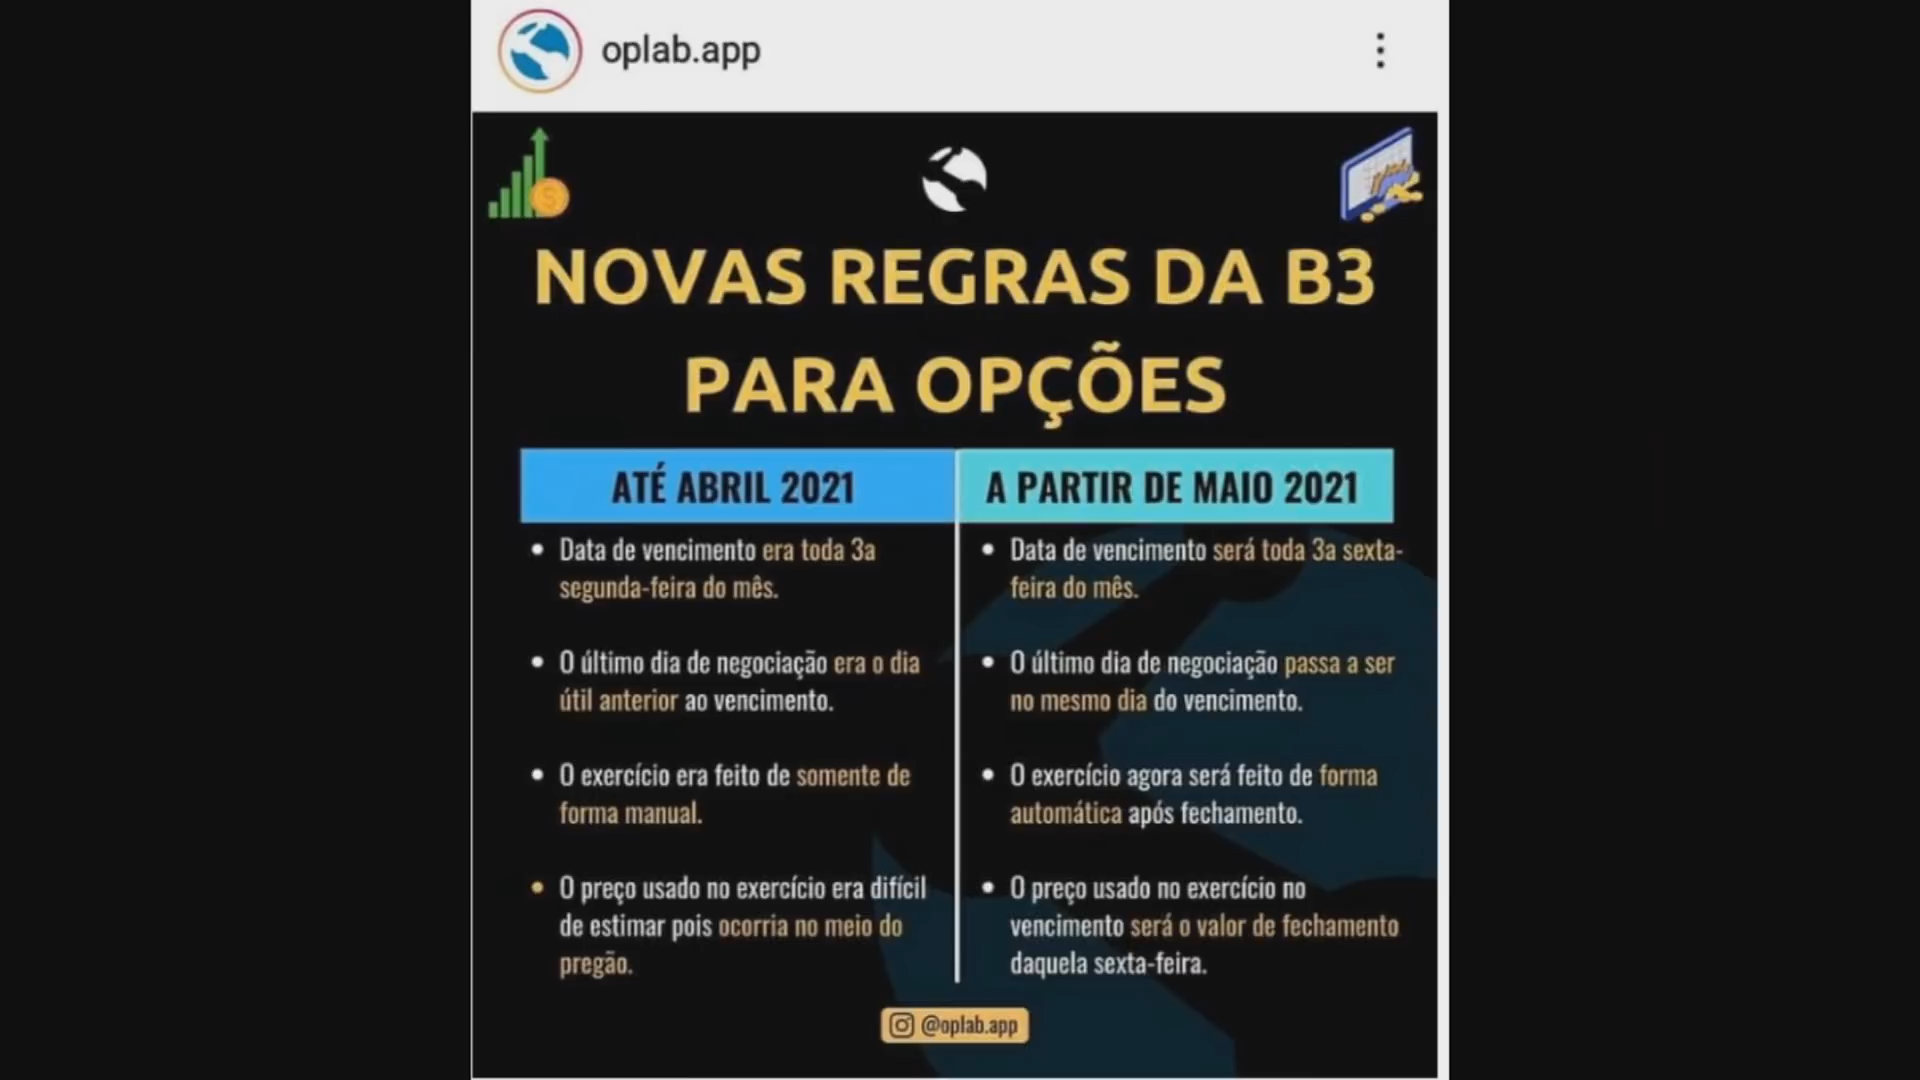 oplab.app
NOVAS REGRAS DA B3
PARA OPÇÕES
ATÉ ABRIL 2021
• Data de vencimento era toda 3a
segunda-feira do mês.
• O último dia de negociação era o dia
útil anterior ao vencimento.
• O exercício era feito de somente de
forma manual.
• O preço usado no exercício era difícil
de estimar pois ocorria no meio do
pregão.
A PARTIR DE MAIO 2021
• Data de vencimento será toda 3a sexta-
feira do mês.
• O último dia de negociação passa a ser
no mesmo dia do vencimento.
• O exercício agora será feito de forma
automática após fechamento.
• O preço usado no exercício no
vencimento será o valor de fechamento
daquela sexta-feira.
@oplab.app